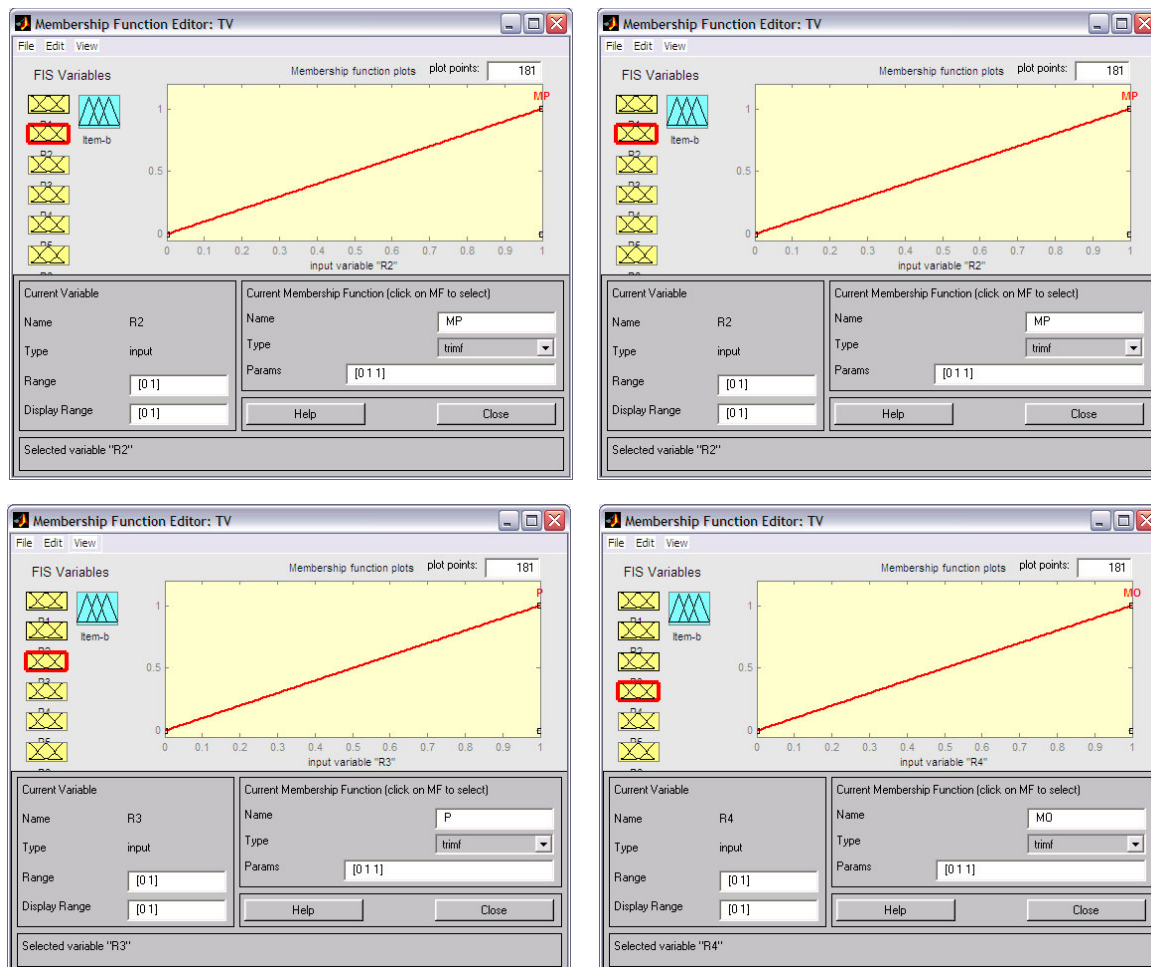 Membership Function Editor: TV
File Edit View
FIS Variables
Membership function plots plot points: 181
Item-b
R2
MP
1
0.5
0
0 0.1 0.2 0.3 0.4 0.5 0.6 0.7 0.8 0.9 1
input variable "R2"
Current Variable
Name R2
Type input
Range [0 1]
Display Range [0 1]
Current Membership Function (click on MF to select)
Name MP
Type trimf
Params [0 1 1]
Help Close
Selected variable "R2"
Membership Function Editor: TV
File Edit View
FIS Variables
Membership function plots plot points: 181
Item-b
R2
MP
1
0.5
0
0 0.1 0.2 0.3 0.4 0.5 0.6 0.7 0.8 0.9 1
input variable "R2"
Current Variable
Name R2
Type input
Range [0 1]
Display Range [0 1]
Current Membership Function (click on MF to select)
Name MP
Type trimf
Params [0 1 1]
Help Close
Selected variable "R2"
Membership Function Editor: TV
File Edit View
FIS Variables
Membership function plots plot points: 181
Item-b
R3
P
1
0.5
0
0 0.1 0.2 0.3 0.4 0.5 0.6 0.7 0.8 0.9 1
input variable "R3"
Current Variable
Name R3
Type input
Range [0 1]
Display Range [0 1]
Current Membership Function (click on MF to select)
Name P
Type trimf
Params [0 1 1]
Help Close
Selected variable "R3"
Membership Function Editor: TV
File Edit View
FIS Variables
Membership function plots plot points: 181
Item-b
R2
MO
1
0.5
0
0 0.1 0.2 0.3 0.4 0.5 0.6 0.7 0.8 0.9 1
input variable "R4"
Current Variable
Name R4
Type input
Range [0 1]
Display Range [0 1]
Current Membership Function (click on MF to select)
Name MO
Type trimf
Params [0 1 1]
Help Close
Selected variable "R4"